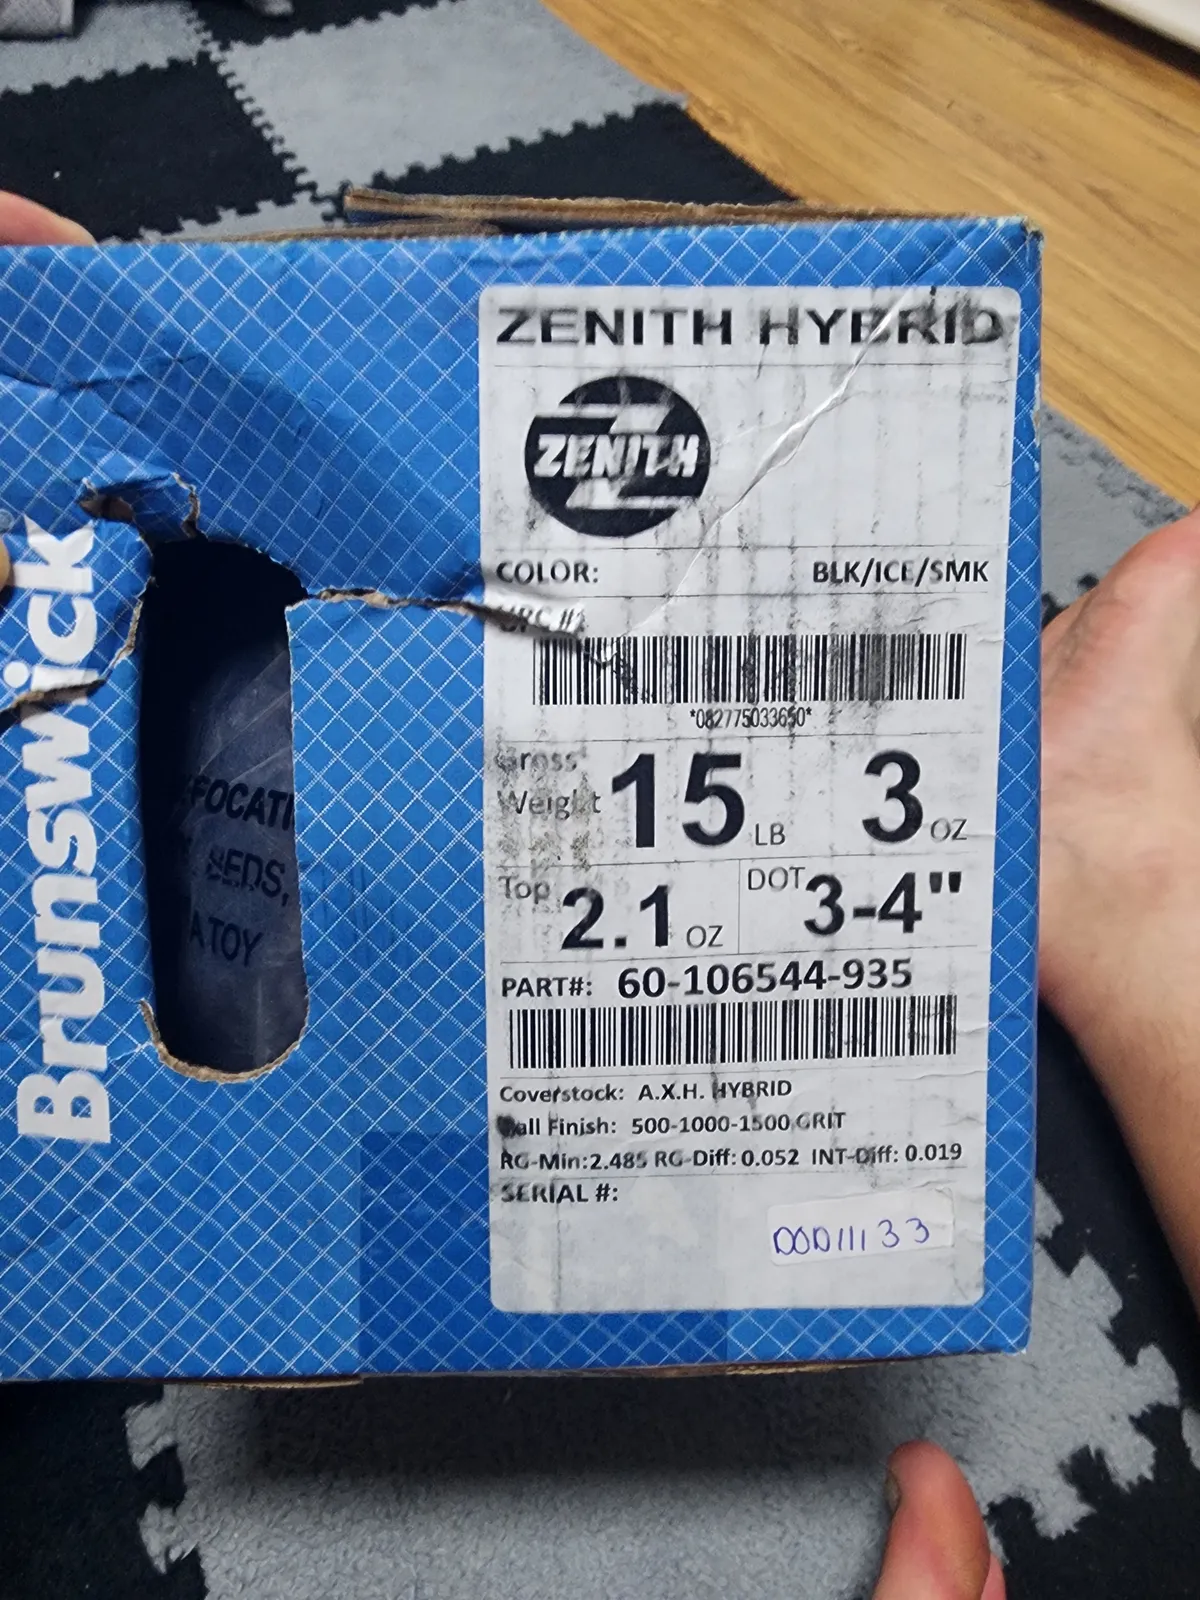 Brunswick
ZENITH HYBRID
ZENITH
COLOR: BLK/ICE/SMK
UPC #:
*082775033650*
Gross
Weight 15 LB 3 OZ
Top 2.1 OZ DOT 3-4"
PART#: 60-106544-935
Coverstock: A.X.H. HYBRID
Ball Finish: 500-1000-1500 GRIT
RG-Min:2.485 RG-Diff: 0.052 INT-Diff: 0.019
SERIAL #:
BEDS,
A TOY